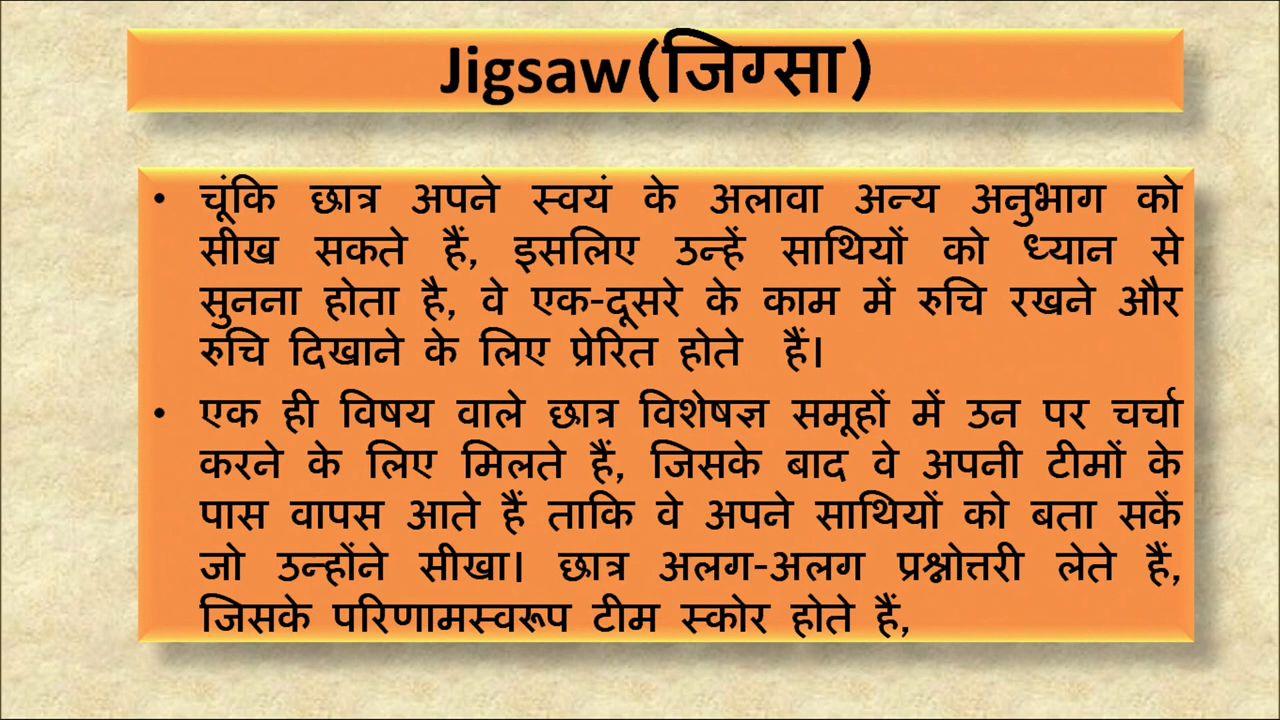 Jigsaw(जिग्सा)
• चूंकि छात्र अपने स्वयं के अलावा अन्य अनुभाग को
सीख सकते हैं, इसलिए उन्हें साथियों को ध्यान से
सुनना होता है, वे एक-दूसरे के काम में रुचि रखने और
रुचि दिखाने के लिए प्रेरित होते हैं।
• एक ही विषय वाले छात्र विशेषज्ञ समूहों में उन पर चर्चा
करने के लिए मिलते हैं, जिसके बाद वे अपनी टीमों के
पास वापस आते हैं ताकि वे अपने साथियों को बता सकें
जो उन्होंने सीखा। छात्र अलग-अलग प्रश्नोत्तरी लेते हैं,
जिसके परिणामस्वरूप टीम स्कोर होते हैं,